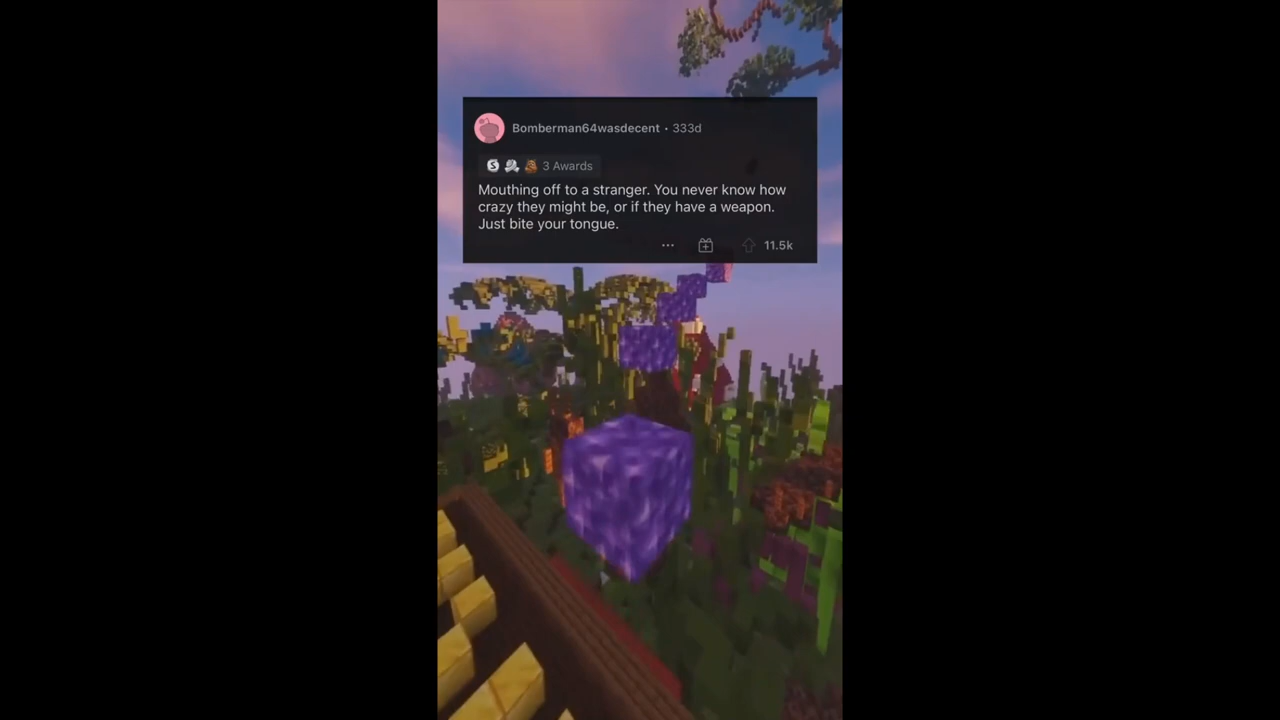 Bomberman64wasdecent · 333d
3 Awards
Mouthing off to a stranger. You never know how
crazy they might be, or if they have a weapon.
Just bite your tongue.
11.5k